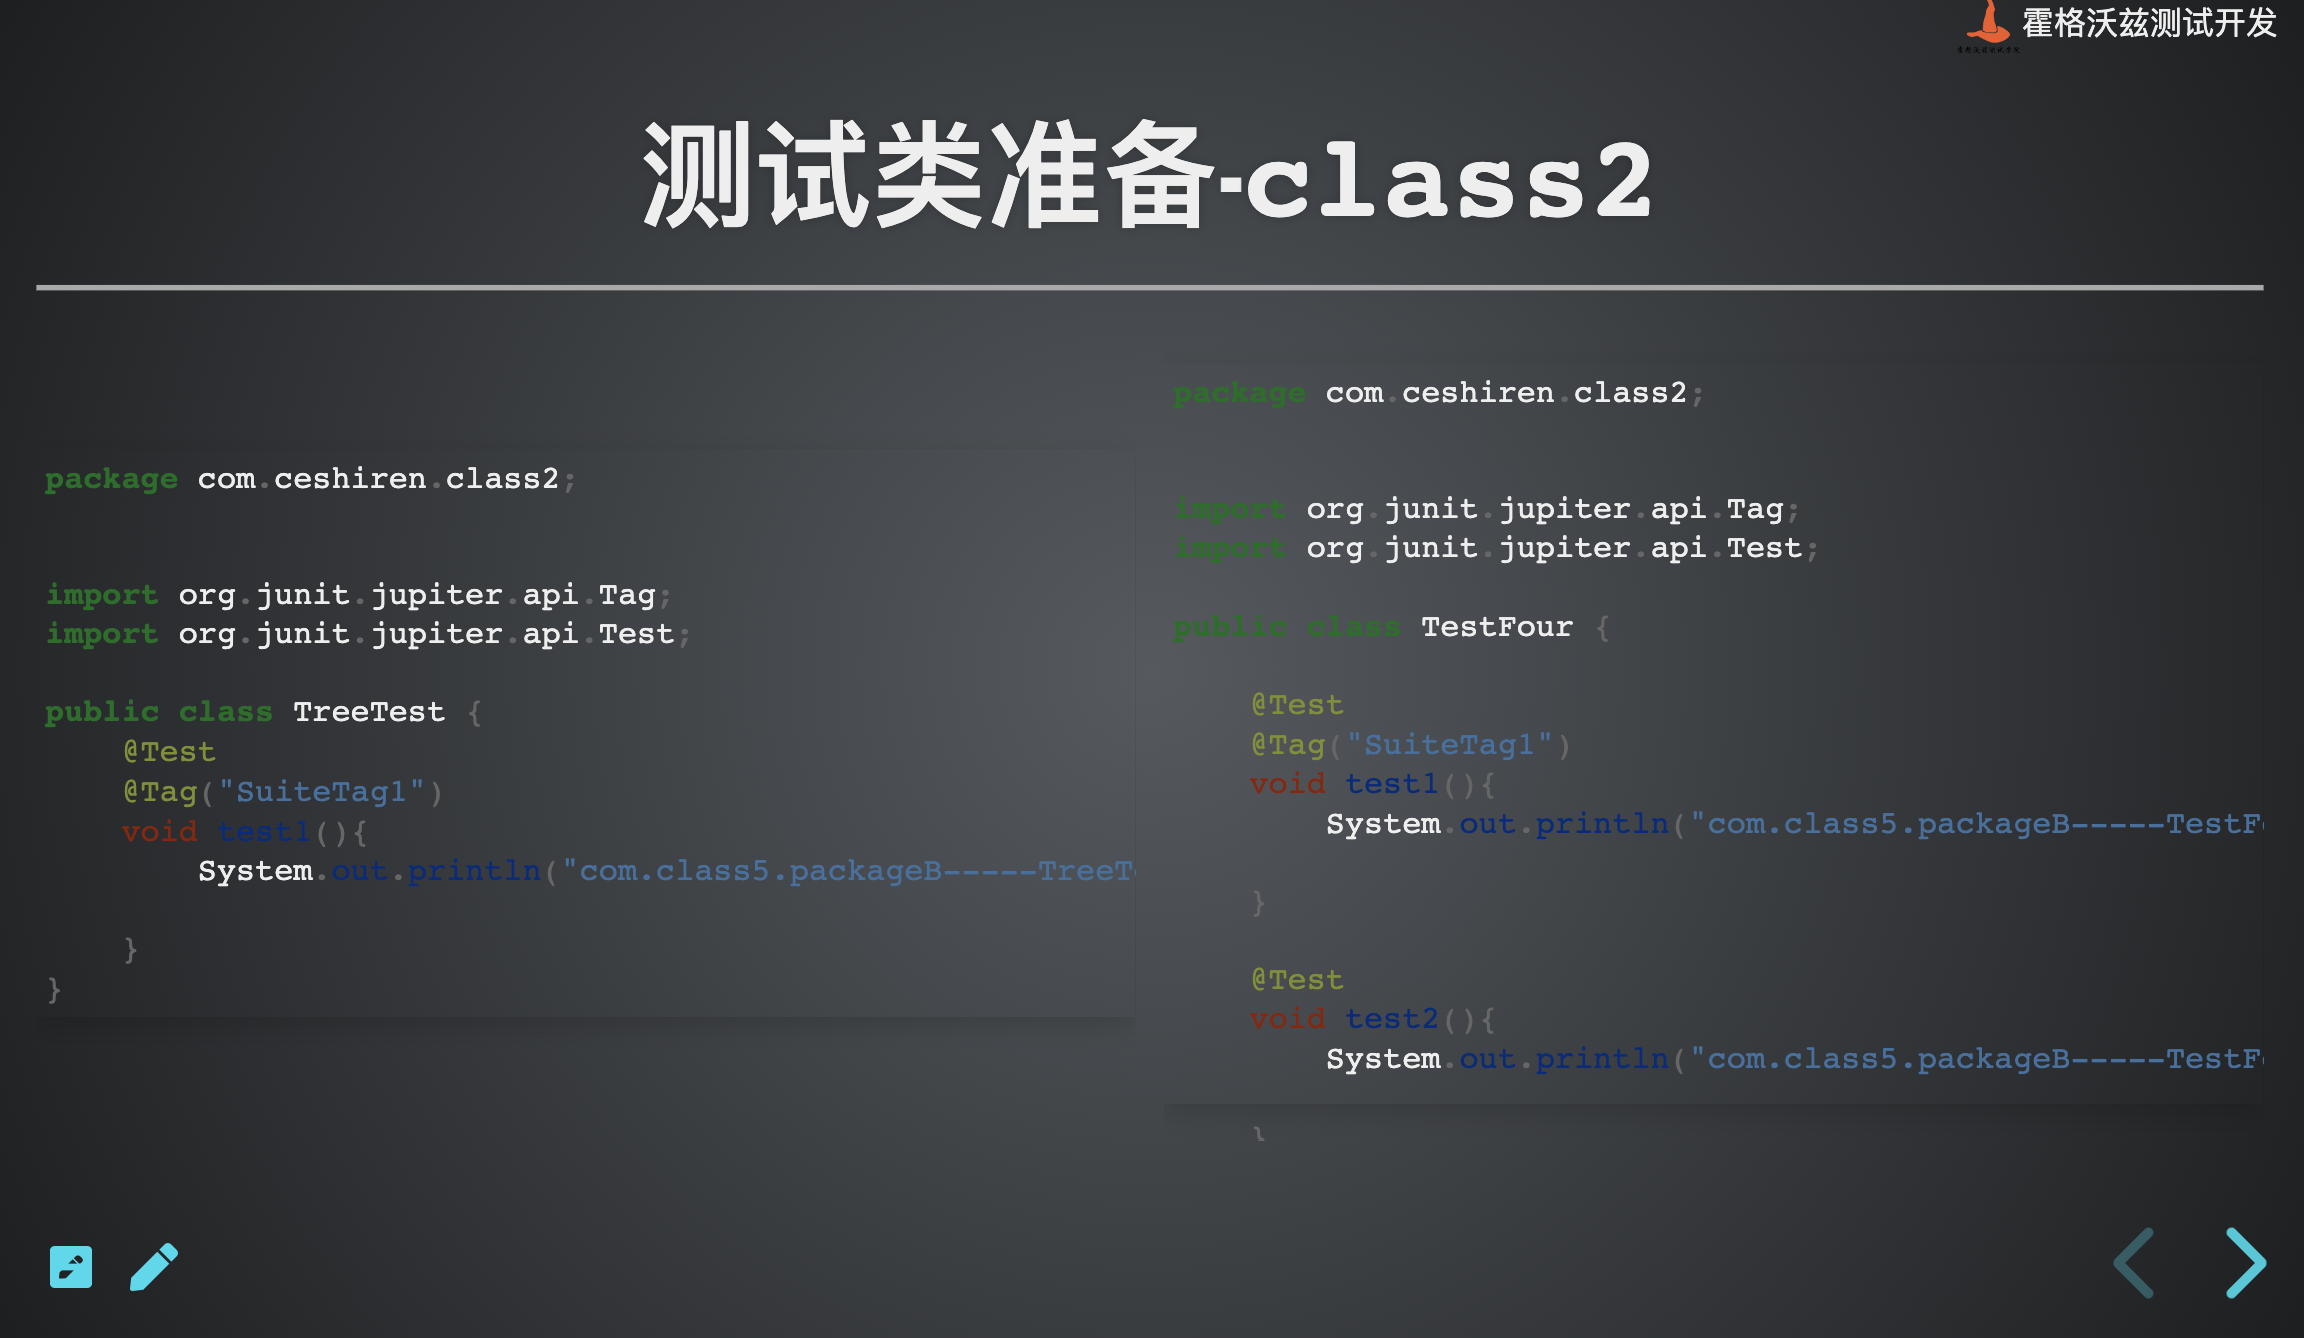 霍格沃兹测试开发
测试类准备-class2
package com.ceshiren.class2;
import org.junit.jupiter.api.Tag;
import org.junit.jupiter.api.Test;
public class TreeTest {
@Test
@Tag("SuiteTag1")
void test1(){
System.out.println("com.class5.packageB-----TreeT
}
}
package com.ceshiren.class2;
import org.junit.jupiter.api.Tag;
import org.junit.jupiter.api.Test;
public class TestFour {
@Test
@Tag("SuiteTag1")
void test1(){
System.out.println("com.class5.packageB-----TestF
}
@Test
void test2(){
System.out.println("com.class5.packageB-----TestF
}